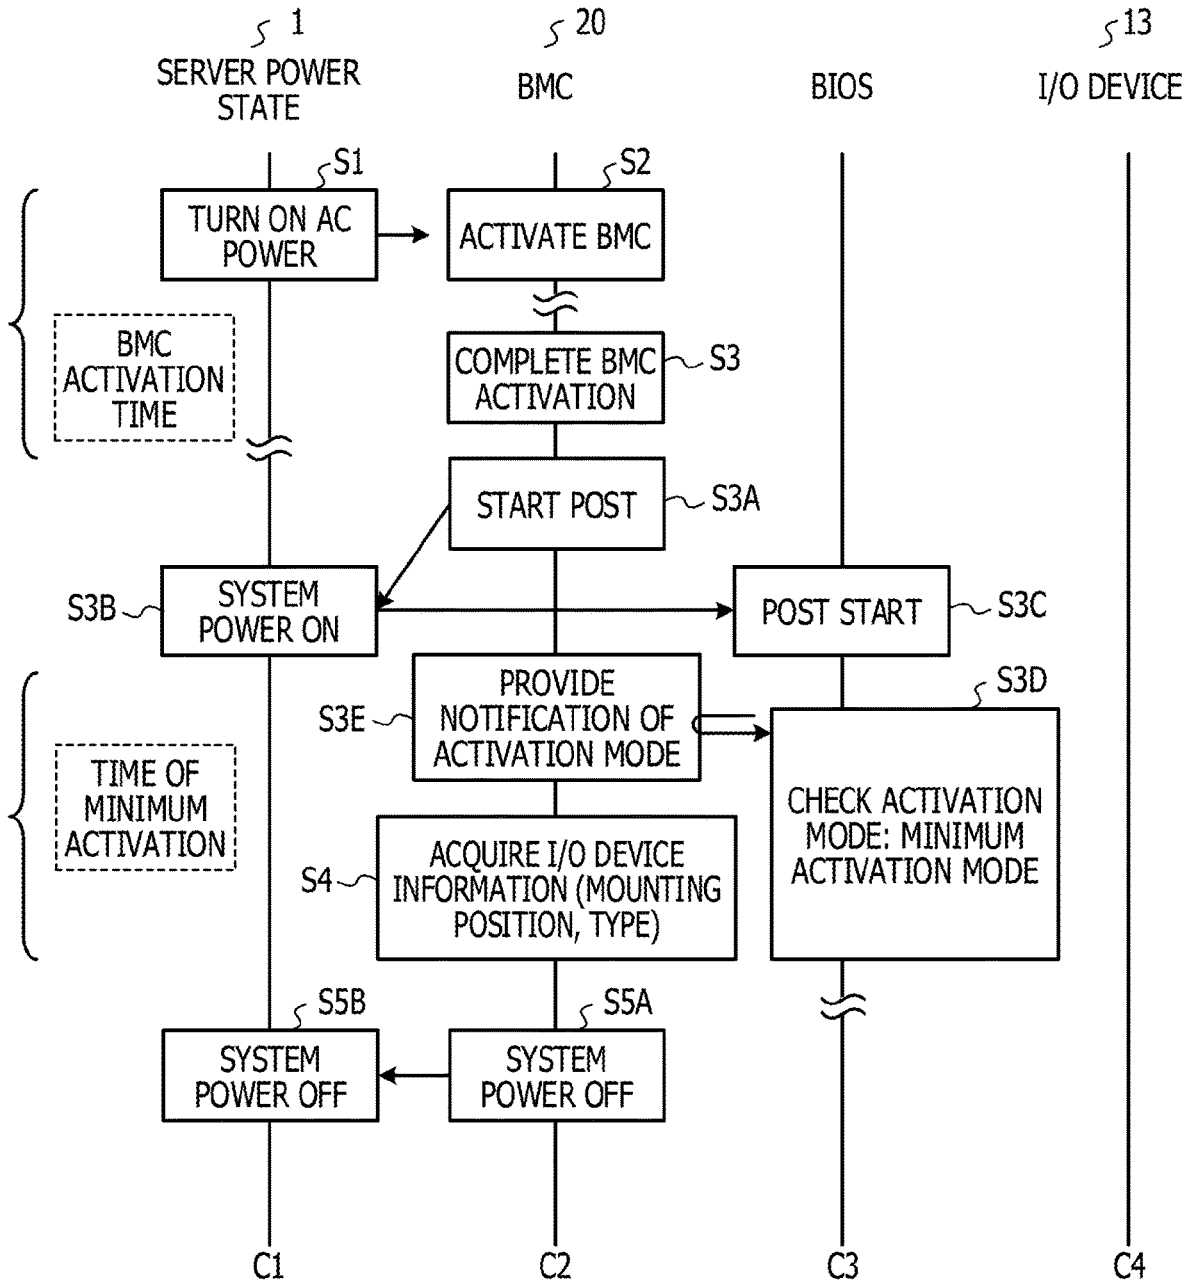 1
20
13
SERVER POWER
STATE
BMC
BIOS
I/O DEVICE
S1
TURN ON AC
POWER
S2
ACTIVATE BMC
BMC
ACTIVATION
TIME
COMPLETE BMC
ACTIVATION
S3
START POST
S3A
S3B
SYSTEM
POWER ON
POST START
S3C
S3E
PROVIDE
NOTIFICATION OF
ACTIVATION MODE
S3D
CHECK ACTIVATION
MODE: MINIMUM
ACTIVATION MODE
TIME OF
MINIMUM
ACTIVATION
S4
ACQUIRE I/O DEVICE
INFORMATION (MOUNTING
POSITION, TYPE)
S5B
SYSTEM
POWER OFF
S5A
SYSTEM
POWER OFF
C1
C2
C3
C4